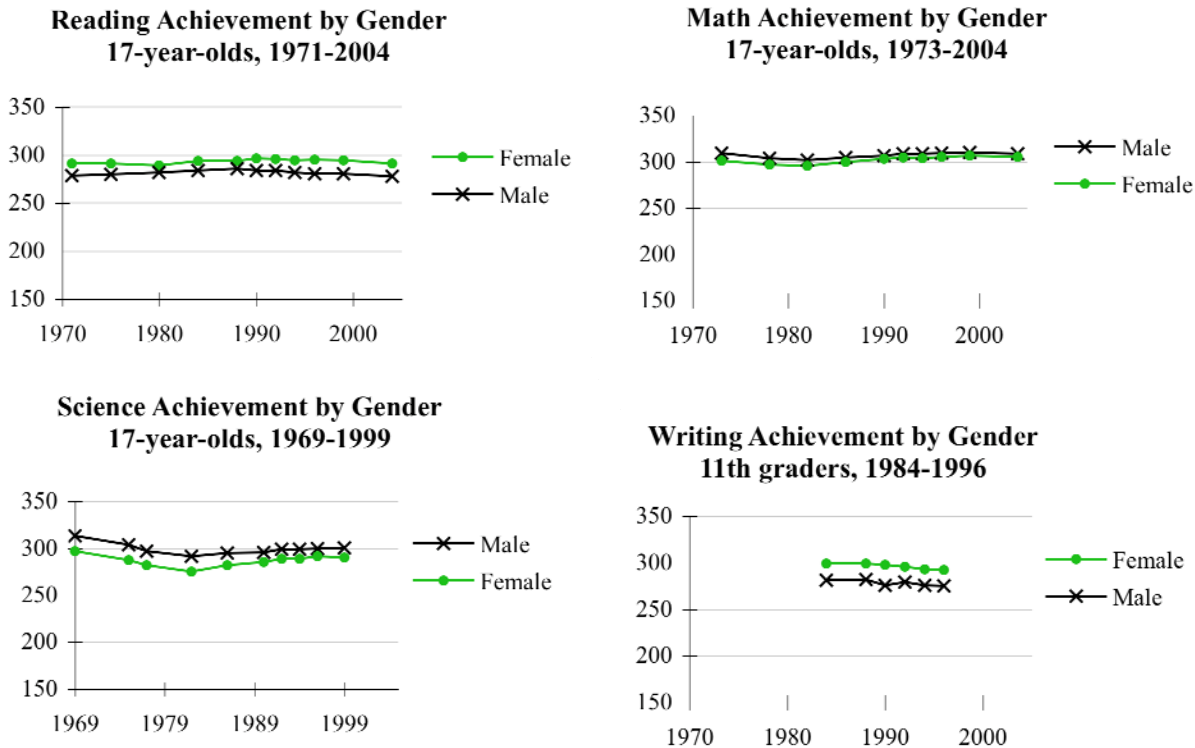 Reading Achievement by Gender
17-year-olds, 1971-2004
350
300
250
200
150
1970 1980 1990 2000
Female
Male
Math Achievement by Gender
17-year-olds, 1973-2004
350
300
250
200
150
1970 1980 1990 2000
Male
Female
Science Achievement by Gender
17-year-olds, 1969-1999
350
300
250
200
150
1969 1979 1989 1999
Male
Female
Writing Achievement by Gender
11th graders, 1984-1996
350
300
250
200
150
1970 1980 1990 2000
Female
Male